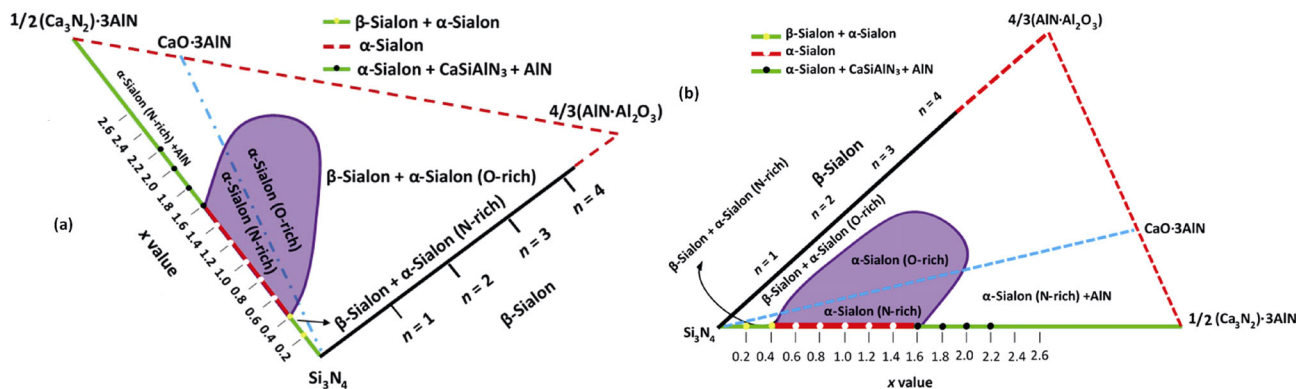 1/2(Ca₃N₂)·3AlN
CaO·3AlN
β-Sialon + α-Sialon
α-Sialon
α-Sialon + CaSiAlN₃ + AlN
4/3(AlN·Al₂O₃)
α-Sialon (N-rich) +AlN
α-Sialon (O-rich)
α-Sialon (N-rich)
β-Sialon + α-Sialon (O-rich)
β-Sialon + α-Sialon (N-rich)
β-Sialon
n = 1
n = 2
n = 3
n = 4
2.6
2.4
2.2
2.0
1.8
1.6
1.4
1.2
1.0
0.8
0.6
0.4
0.2
x value
(a)
Si₃N₄
4/3(AlN·Al₂O₃)
β-Sialon + α-Sialon
α-Sialon
α-Sialon + CaSiAlN₃ + AlN
(b)
n = 4
n = 3
n = 2
n = 1
β-Sialon
β-Sialon + α-Sialon (N-rich)
β-Sialon + α-Sialon (O-rich)
α-Sialon (O-rich)
CaO·3AlN
α-Sialon (N-rich) +AlN
α-Sialon (N-rich)
Si₃N₄
1/2 (Ca₃N₂)·3AlN
0.2 0.4 0.6 0.8 1.0 1.2 1.4 1.6 1.8 2.0 2.2 2.4 2.6
x value